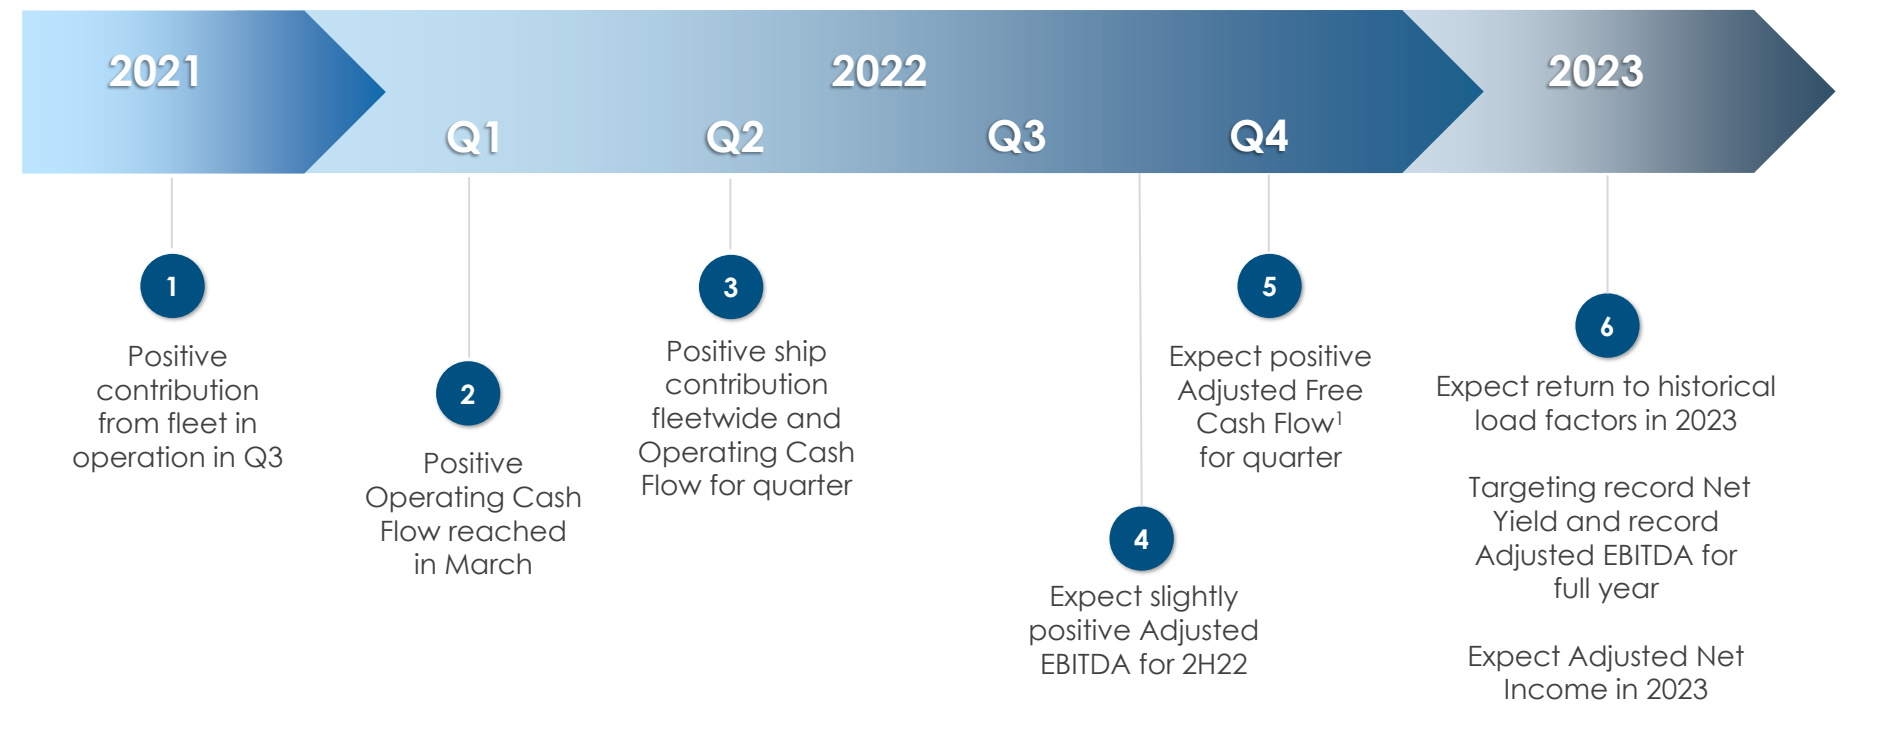 2021
2022
2023
Q1
Q2
Q3
Q4
1
Positive
contribution
from fleet in
operation in Q3
2
Positive
Operating Cash
Flow reached
in March
3
Positive ship
contribution
fleetwide and
Operating Cash
Flow for quarter
4
Expect slightly
positive Adjusted
EBITDA for 2H22
5
Expect positive
Adjusted Free
Cash Flow¹
for quarter
6
Expect return to historical
load factors in 2023
Targeting record Net
Yield and record
Adjusted EBITDA for
full year
Expect Adjusted Net
Income in 2023